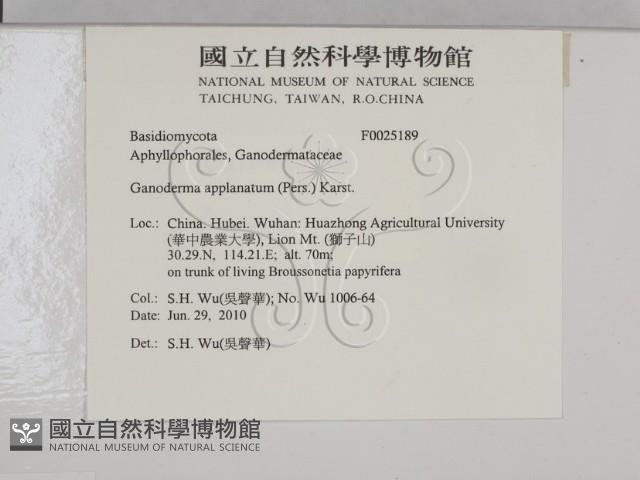 國立自然科學博物館
NATIONAL MUSEUM OF NATURAL SCIENCE
TAICHUNG, TAIWAN, R.O.CHINA
Basidiomycota F0025189
Aphyllophorales, Ganodermataceae
Ganoderma applanatum (Pers.) Karst.
Loc.: China. Hubei. Wuhan: Huazhong Agricultural University
(華中農業大學), Lion Mt. (獅子山)
30.29.N, 114.21.E; alt. 70m;
on trunk of living Broussonetia papyrifera
Col.: S.H. Wu(吳聲華); No. Wu 1006-64
Date: Jun. 29, 2010
Det.: S.H. Wu(吳聲華)
國立自然科學博物館
NATIONAL MUSEUM OF NATURAL SCIENCE